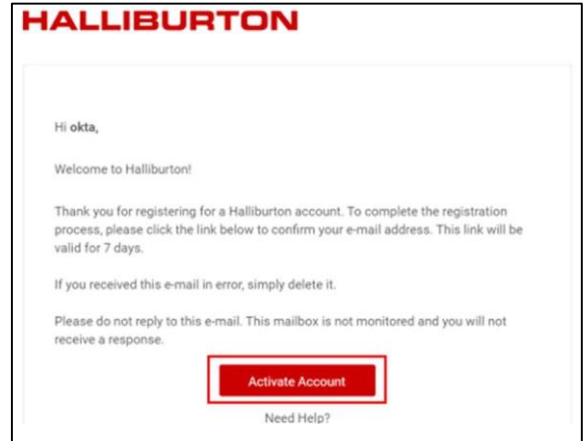 HALLIBURTON
Hi okta,
Welcome to Halliburton!
Thank you for registering for a Halliburton account. To complete the registration
process, please click the link below to confirm your e-mail address. This link will be
valid for 7 days.
If you received this e-mail in error, simply delete it.
Please do not reply to this e-mail. This mailbox is not monitored and you will not
receive a response.
Activate Account
Need Help?